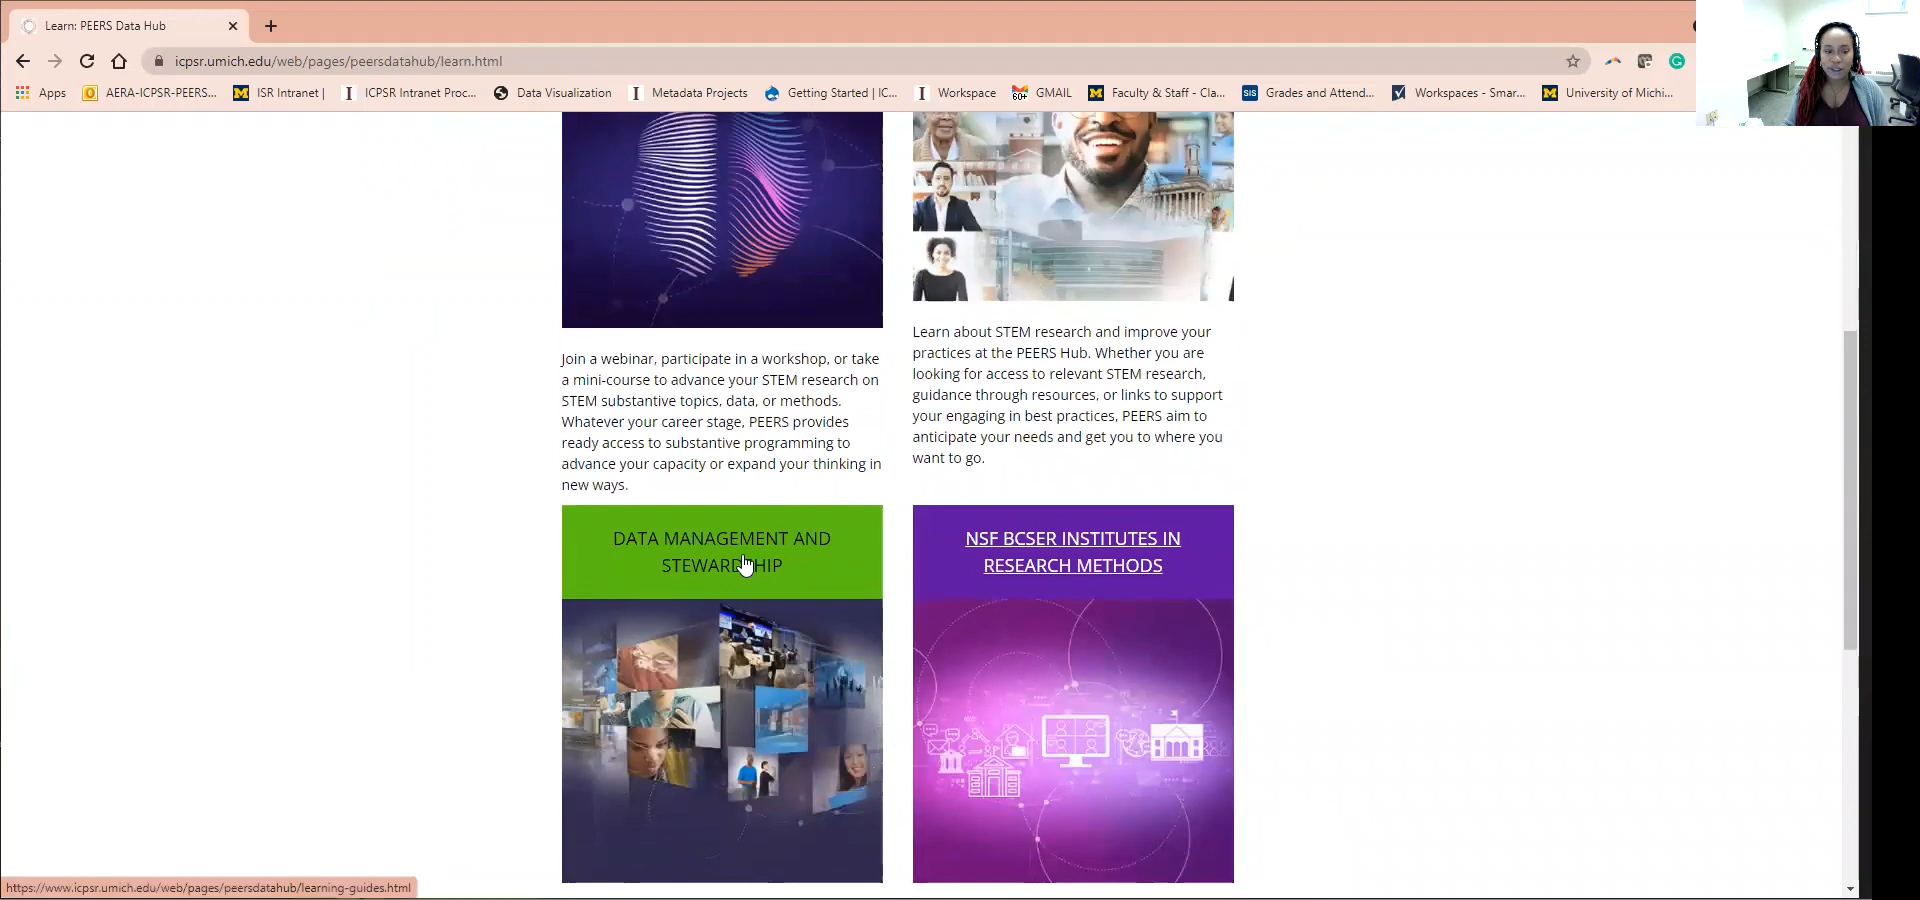 Learn: PEERS Data Hub
icpsr.umich.edu/web/pages/peersdatahub/learn.html
Apps AERA-ICPSR-PEERS... ISR Intranet | ICPSR Intranet Proc... Data Visualization Metadata Projects Getting Started | IC... Workspace GMAIL Faculty & Staff - Cla... Grades and Attend... Workspaces - Smar... University of Michi...
Join a webinar, participate in a workshop, or take
a mini-course to advance your STEM research on
STEM substantive topics, data, or methods.
Whatever your career stage, PEERS provides
ready access to substantive programming to
advance your capacity or expand your thinking in
new ways.
Learn about STEM research and improve your
practices at the PEERS Hub. Whether you are
looking for access to relevant STEM research,
guidance through resources, or links to support
your engaging in best practices, PEERS aim to
anticipate your needs and get you to where you
want to go.
DATA MANAGEMENT AND
STEWARDSHIP
NSF BCSER INSTITUTES IN
RESEARCH METHODS
https://www.icpsr.umich.edu/web/pages/peersdatahub/learning-guides.html